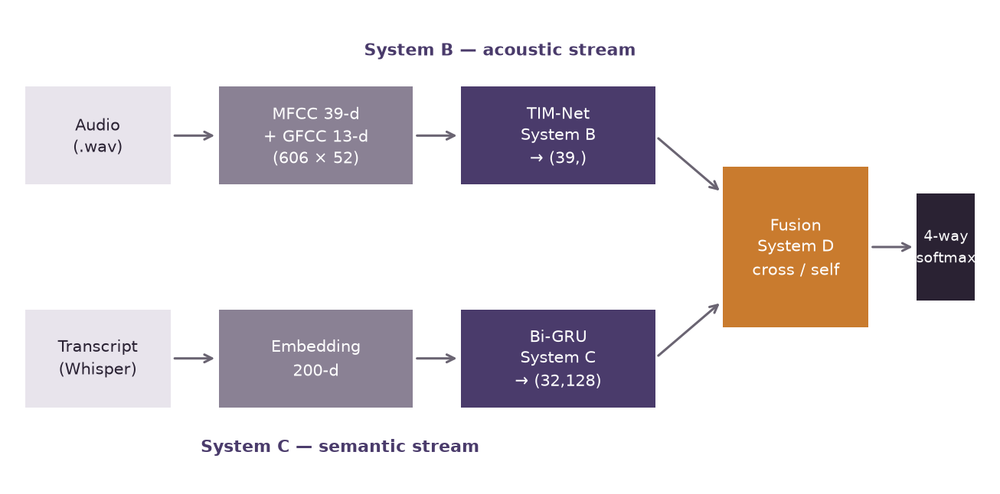 System B — acoustic stream
Audio
(.wav)
MFCC 39-d
+ GFCC 13-d
(606 × 52)
TIM-Net
System B
→ (39,)
Fusion
System D
cross / self
4-way
softmax
Transcript
(Whisper)
Embedding
200-d
Bi-GRU
System C
→ (32,128)
System C — semantic stream